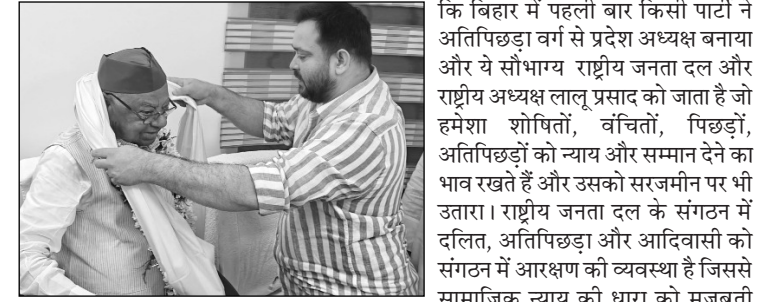 कि बिहार में पहली बार किसी पार्टी ने
अतिपिछड़ा वर्ग से प्रदेश अध्यक्ष बनाया
और ये सौभाग्य राष्ट्रीय जनता दल और
राष्ट्रीय अध्यक्ष लालू प्रसाद को जाता है जो
हमेशा शोषितों, वंचितों, पिछड़ों,
अतिपिछड़ों को न्याय और सम्मान देने का
भाव रखते हैं और उसको सरजमीन पर भी
उतारा। राष्ट्रीय जनता दल के संगठन में
दलित, अतिपिछड़ा और आदिवासी को
संगठन में आरक्षण की व्यवस्था है जिससे
सामाजिक न्याय की धारा को मजबूती